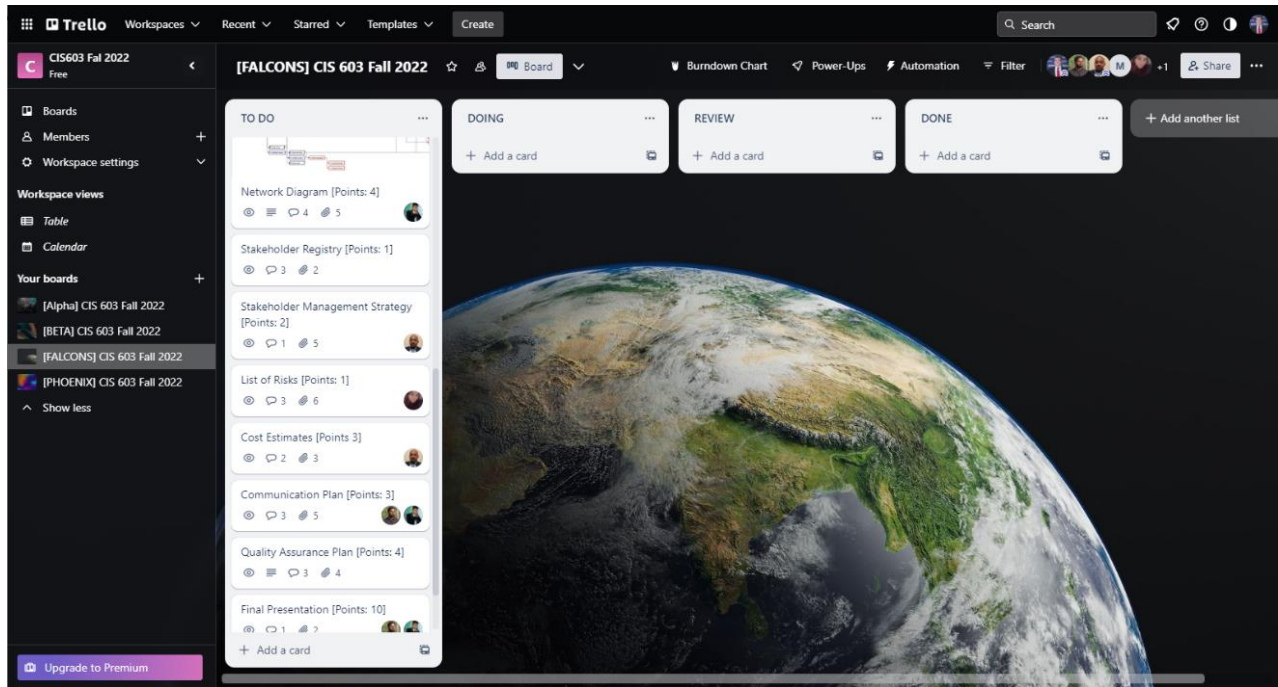 Trello Workspaces Recent Starred Templates Create Search
C CIS603 Fal 2022
Free
Boards
Members +
Workspace settings
Workspace views
Table
Calendar
Your boards +
[Alpha] CIS 603 Fall 2022
[BETA] CIS 603 Fall 2022
[FALCONS] CIS 603 Fall 2022
[PHOENIX] CIS 603 Fall 2022
Show less
Upgrade to Premium
[FALCONS] CIS 603 Fall 2022 Board Burndown Chart Power-Ups Automation Filter M +1 Share ...
TO DO ...
Network Diagram [Points: 4]
4 5
Stakeholder Registry [Points: 1]
3 2
Stakeholder Management Strategy
[Points: 2]
1 5
List of Risks [Points: 1]
3 6
Cost Estimates [Points 3]
2 3
Communication Plan [Points: 3]
3 5
Quality Assurance Plan [Points: 4]
3 4
Final Presentation [Points: 10]
1 2
+ Add a card
DOING ...
+ Add a card
REVIEW ...
+ Add a card
DONE ...
+ Add a card
+ Add another list